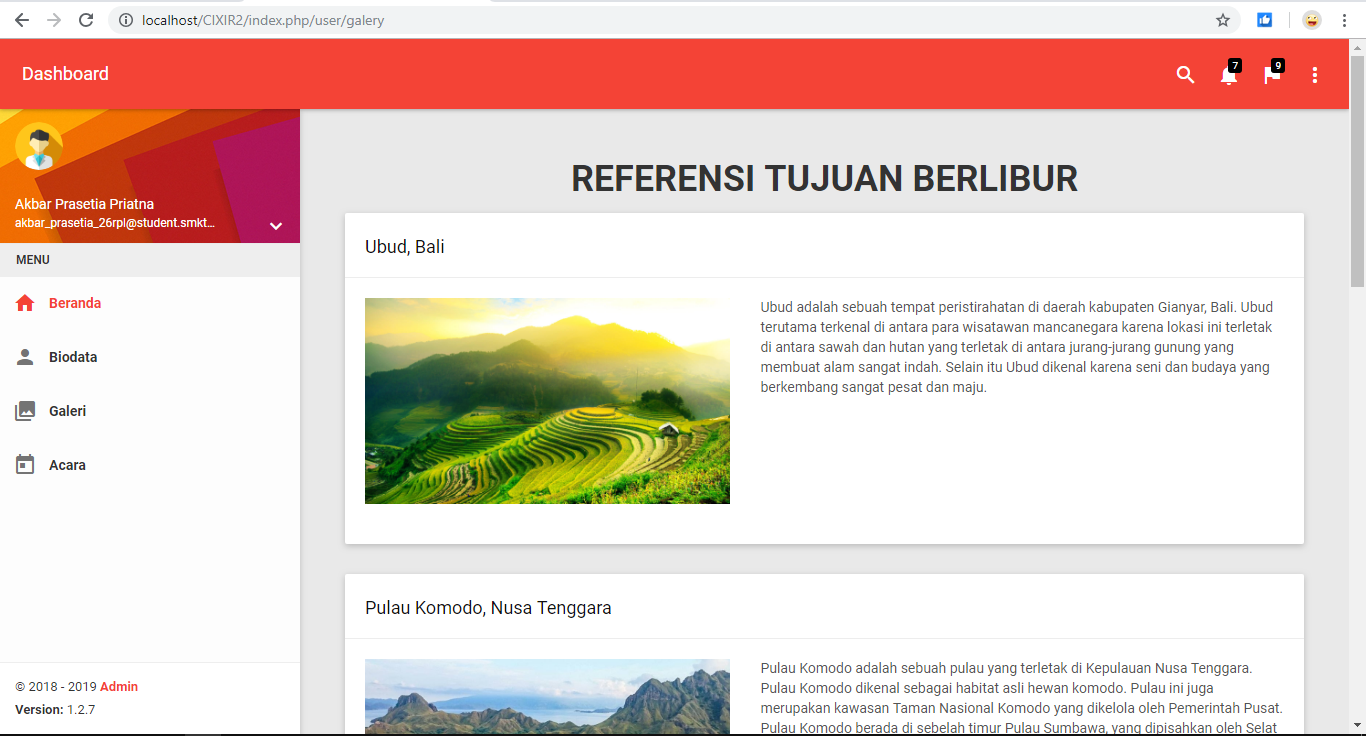 localhost/CIXIR2/index.php/user/galery
Dashboard
7
9
Akbar Prasetia Priatna
akbar_prasetia_26rpl@student.smkt...
MENU
Beranda
Biodata
Galeri
Acara
© 2018 - 2019 Admin
Version: 1.2.7
REFERENSI TUJUAN BERLIBUR
Ubud, Bali
Ubud adalah sebuah tempat peristirahatan di daerah kabupaten Gianyar, Bali. Ubud
terutama terkenal di antara para wisatawan mancanegara karena lokasi ini terletak
di antara sawah dan hutan yang terletak di antara jurang-jurang gunung yang
membuat alam sangat indah. Selain itu Ubud dikenal karena seni dan budaya yang
berkembang sangat pesat dan maju.
Pulau Komodo, Nusa Tenggara
Pulau Komodo adalah sebuah pulau yang terletak di Kepulauan Nusa Tenggara.
Pulau Komodo dikenal sebagai habitat asli hewan komodo. Pulau ini juga
merupakan kawasan Taman Nasional Komodo yang dikelola oleh Pemerintah Pusat.
Pulau Komodo berada di sebelah timur Pulau Sumbawa, yang dipisahkan oleh Selat